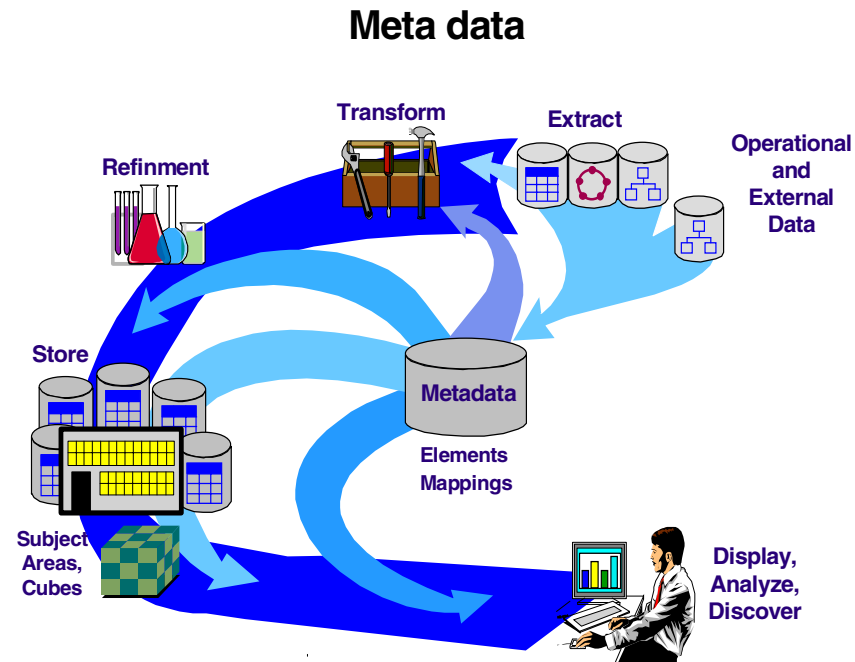 Meta data
Transform
Extract
Operational
and
External
Data
Refinment
Store
Metadata
Elements
Mappings
Subject
Areas,
Cubes
Display,
Analyze,
Discover